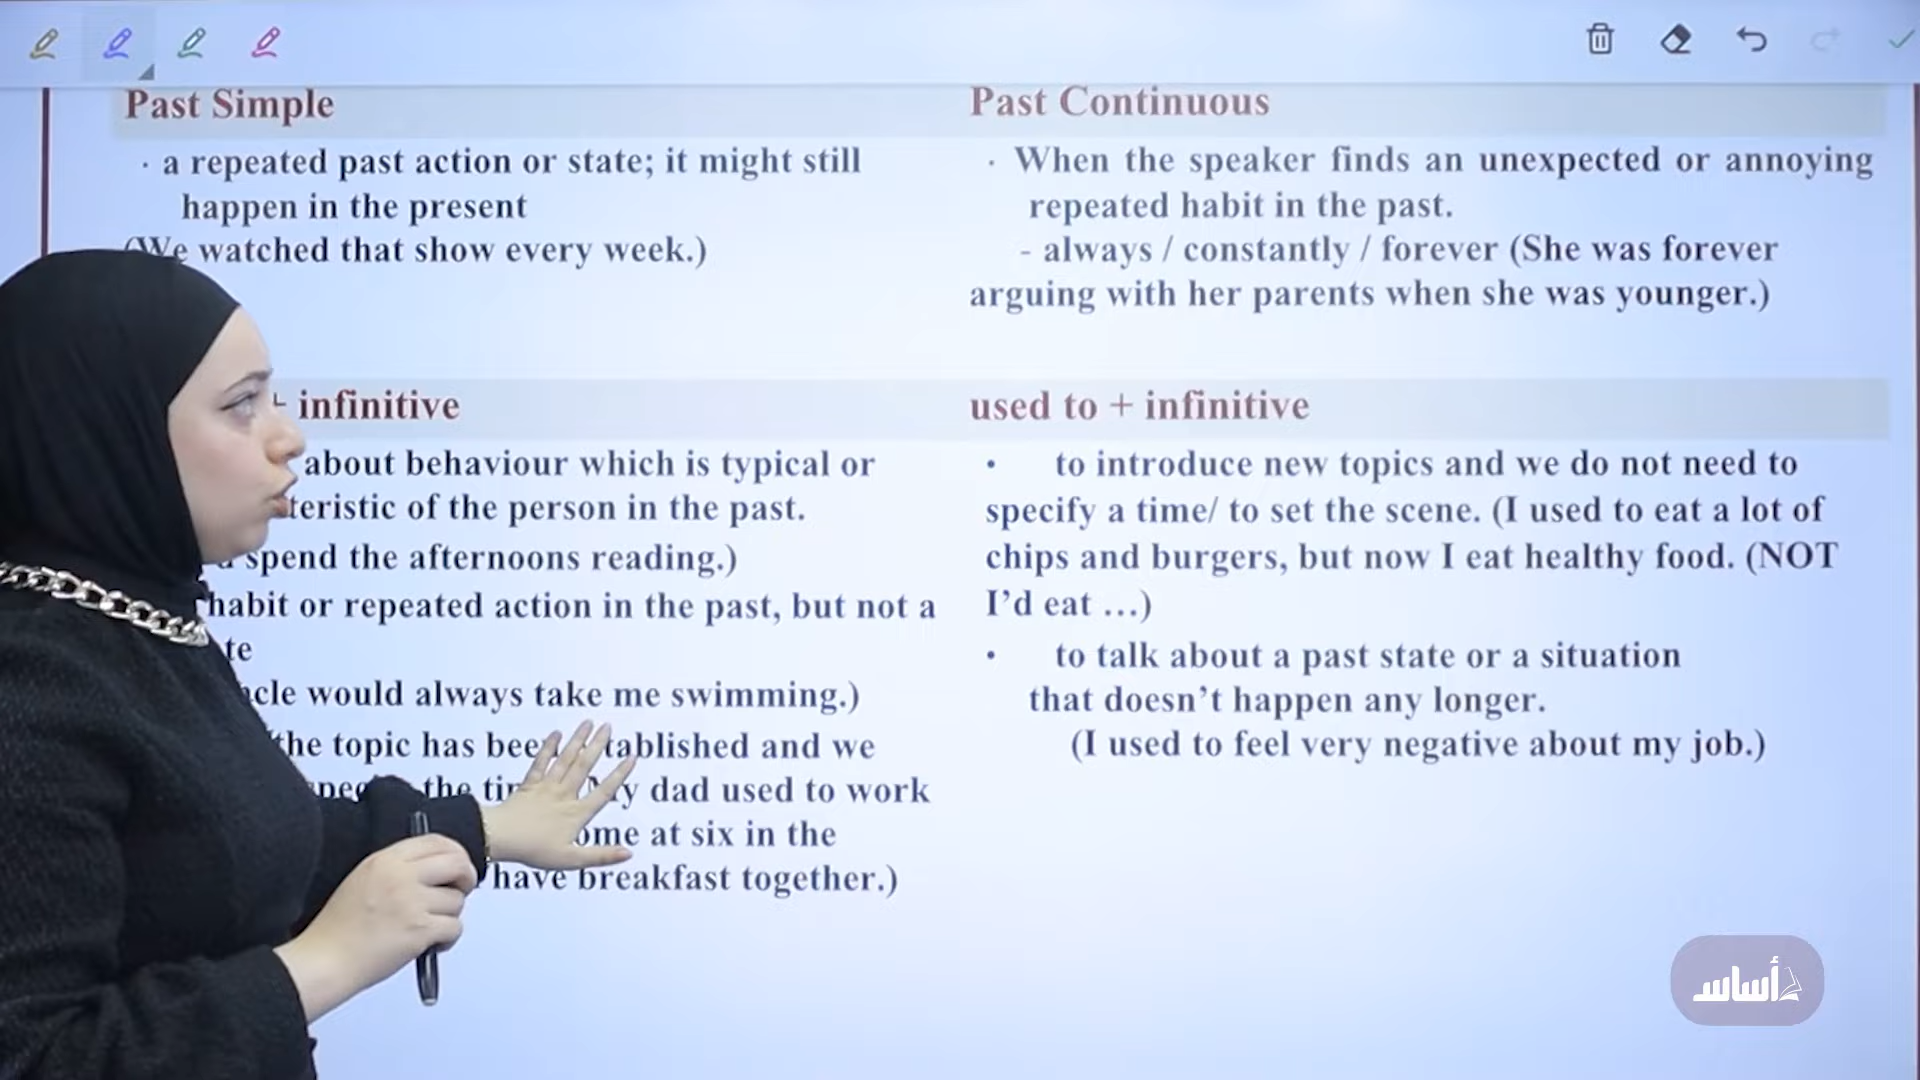 Past Simple
· a repeated past action or state; it might still
happen in the present
(We watched that show every week.)
Past Continuous
· When the speaker finds an unexpected or annoying
repeated habit in the past.
- always / constantly / forever (She was forever
arguing with her parents when she was younger.)
+ infinitive
about behaviour which is typical or
teristic of the person in the past.
spend the afternoons reading.)
habit or repeated action in the past, but not a
te
cle would always take me swimming.)
the topic has been established and we
the My dad used to work
at six in the
have breakfast together.)
used to + infinitive
• to introduce new topics and we do not need to
specify a time/ to set the scene. (I used to eat a lot of
chips and burgers, but now I eat healthy food. (NOT
I’d eat …)
• to talk about a past state or a situation
that doesn’t happen any longer.
(I used to feel very negative about my job.)
أساس